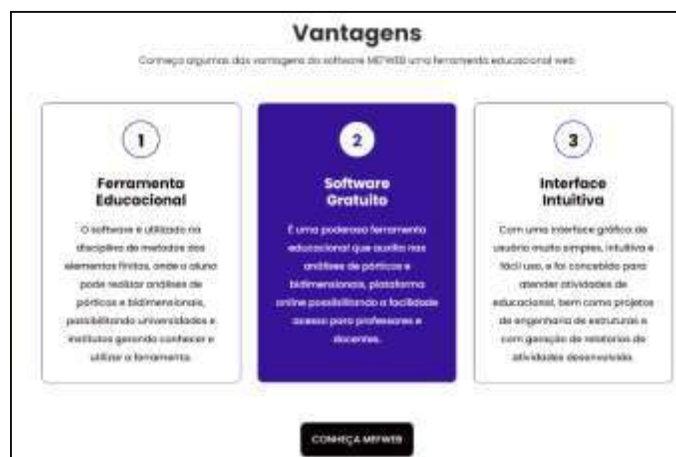 Vantagens
Conheça algumas das vantagens do software MEFWEB uma ferramenta educacional web
1
Ferramenta
Educacional
O software é utilizado na
disciplina de metodos dos
elementos finitos, onde o aluno
pode realizar análises de
pórticos e bidimensionais,
possibilitando universidades e
institutos gerando conhecer e
utilizar a ferramenta.
2
Software
Gratuito
É uma poderosa ferramenta
educacional que auxilia nas
análises de pórticos e
bidimensionais, plataforma
online possibilitando a facilidade
acesso para professores e
docentes.
3
Interface
Intuitiva
Com uma interface gráfica de
usuário muito simples, intuitiva e
fácil uso, e foi concebido para
atender atividades de
educacional, bem como projetos
de engenharia de estruturas e
com geração de relatorios de
atividades desenvolvida.
CONHEÇA MEFWEB